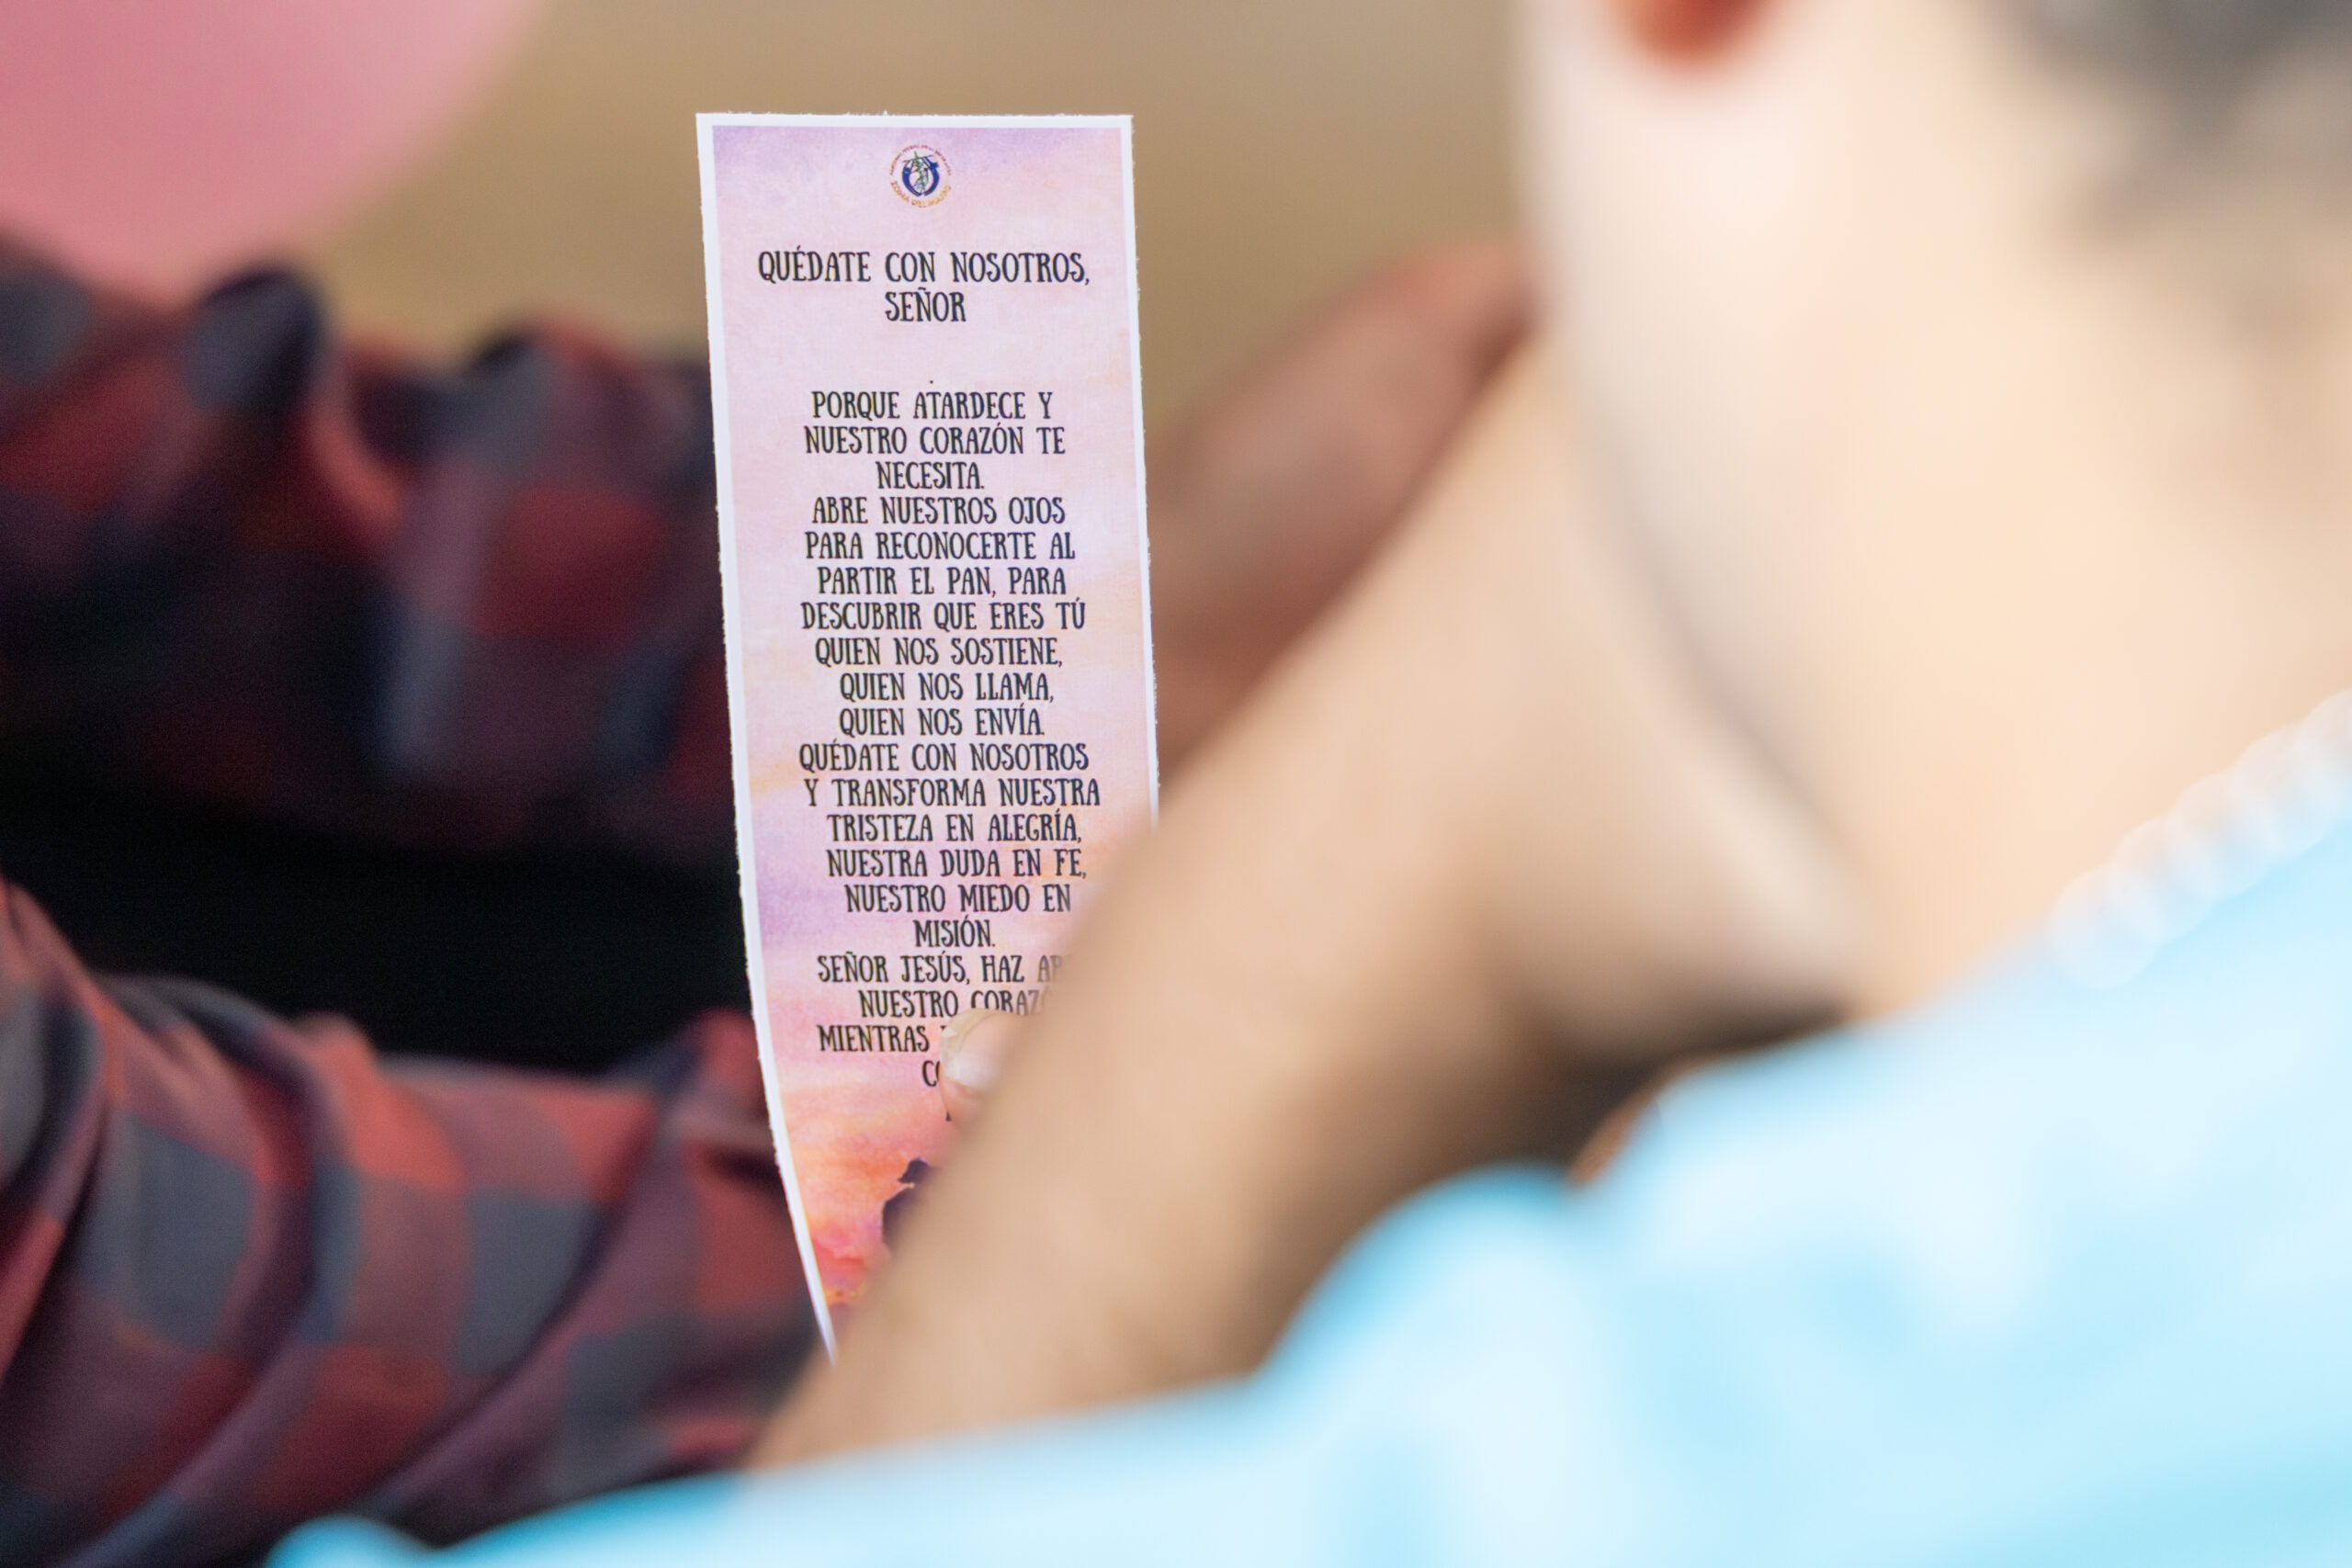 QUÉDATE CON NOSOTROS,
SEÑOR
PORQUE ATARDECE Y
NUESTRO CORAZÓN TE
NECESITA.
ABRE NUESTROS OJOS
PARA RECONOCERTE AL
PARTIR EL PAN, PARA
DESCUBRIR QUE ERES TÚ
QUIEN NOS SOSTIENE,
QUIEN NOS LLAMA,
QUIEN NOS ENVÍA.
QUÉDATE CON NOSOTROS
Y TRANSFORMA NUESTRA
TRISTEZA EN ALEGRÍA,
NUESTRA DUDA EN FE,
NUESTRO MIEDO EN
MISIÓN.
SEÑOR JESÚS, HAZ
NUESTRO
MIENTRAS